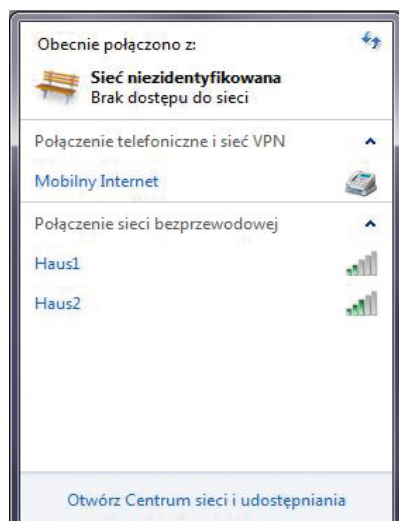 Obecnie połączono z:
Sieć niezidentyfikowana
Brak dostępu do sieci
Połączenie telefoniczne i sieć VPN
Mobilny Internet
Połączenie sieci bezprzewodowej
Haus1
Haus2
Otwórz Centrum sieci i udostępniania